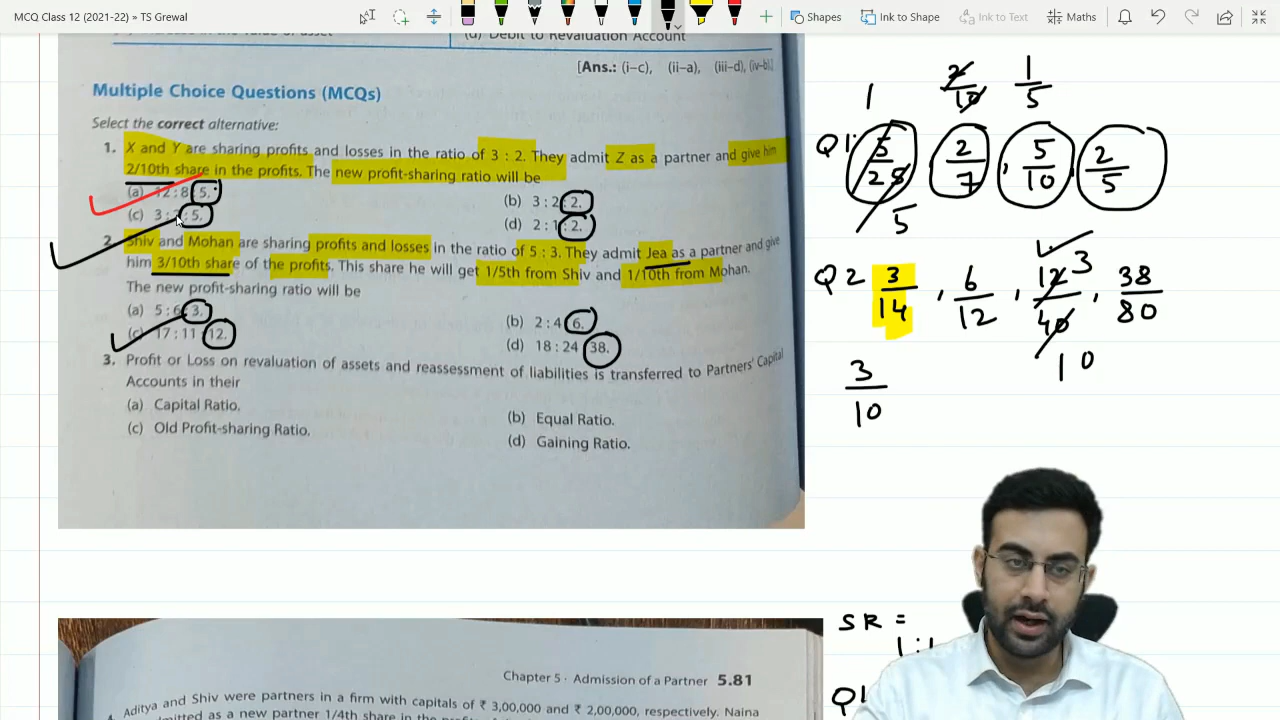 MCQ Class 12 (2021-22) » TS Grewal
Shapes
Ink to Shape
Ink to Text
Maths
(d) Debit to Revaluation Account
[Ans.: (i–c), (ii–a), (iii–d), (iv–b).]
Multiple Choice Questions (MCQs)
Select the correct alternative:
1. X and Y are sharing profits and losses in the ratio of 3 : 2. They admit Z as a partner and give him
2/10th share in the profits. The new profit-sharing ratio will be
(a) 12 : 8 : 5.
(b) 3 : 2 : 2.
(c) 3 : : 5.
(d) 2 : 1 : 2.
2. Shiv and Mohan are sharing profits and losses in the ratio of 5 : 3. They admit Jea as a partner and give
him 3/10th share of the profits. This share he will get 1/5th from Shiv and 1/10th from Mohan.
The new profit-sharing ratio will be
(a) 5 : 6 : 3.
(b) 2 : 4 : 6.
(c) 17 : 11 : 12.
(d) 18 : 24 : 38.
3. Profit or Loss on revaluation of assets and reassessment of liabilities is transferred to Partners' Capital
Accounts in their
(a) Capital Ratio.
(b) Equal Ratio.
(c) Old Profit-sharing Ratio.
(d) Gaining Ratio.
Chapter 5 · Admission of a Partner 5.81
Aditya and Shiv were partners in a firm with capitals of ₹ 3,00,000 and ₹ 2,00,000, respectively. Naina
as a new partner 1/4th share in the profits
1 2/10 1/5
Q1 5/25 2/7 , 5/10 2/5
5
Q2 3/14 , 6/12 , 12/40 3 , 38/80
10
3/10
SR =
Q1